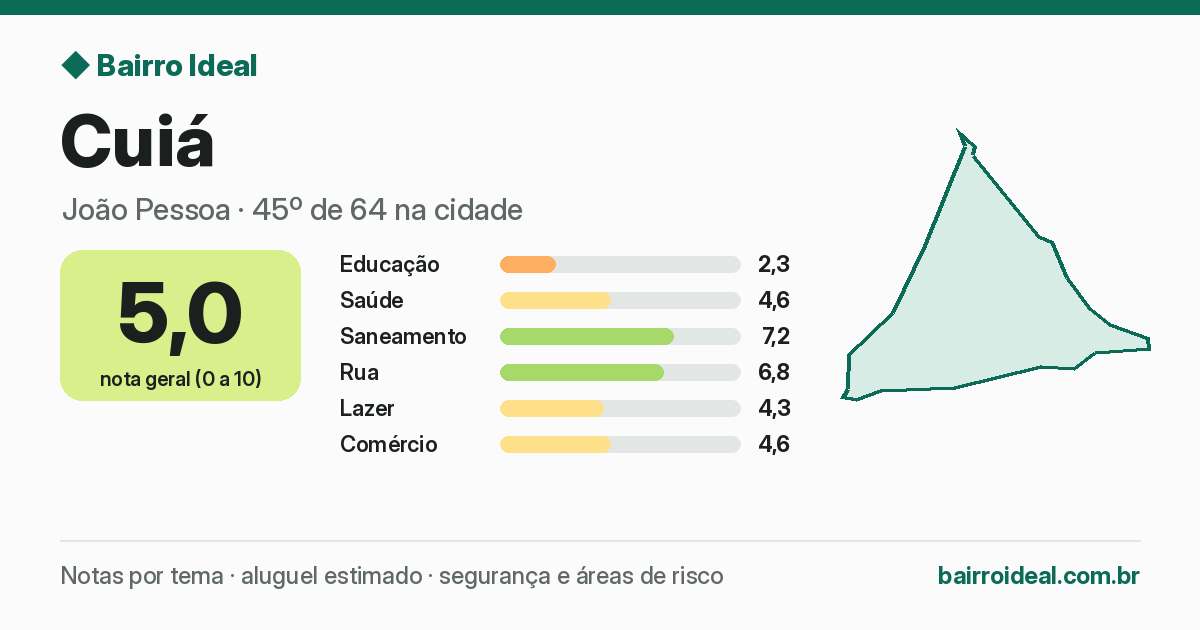 Bairro Ideal
Cuiá
João Pessoa · 45º de 64 na cidade
5,0
nota geral (0 a 10)
Educação 2,3
Saúde 4,6
Saneamento 7,2
Rua 6,8
Lazer 4,3
Comércio 4,6
Notas por tema · aluguel estimado · segurança e áreas de risco
bairroideal.com.br